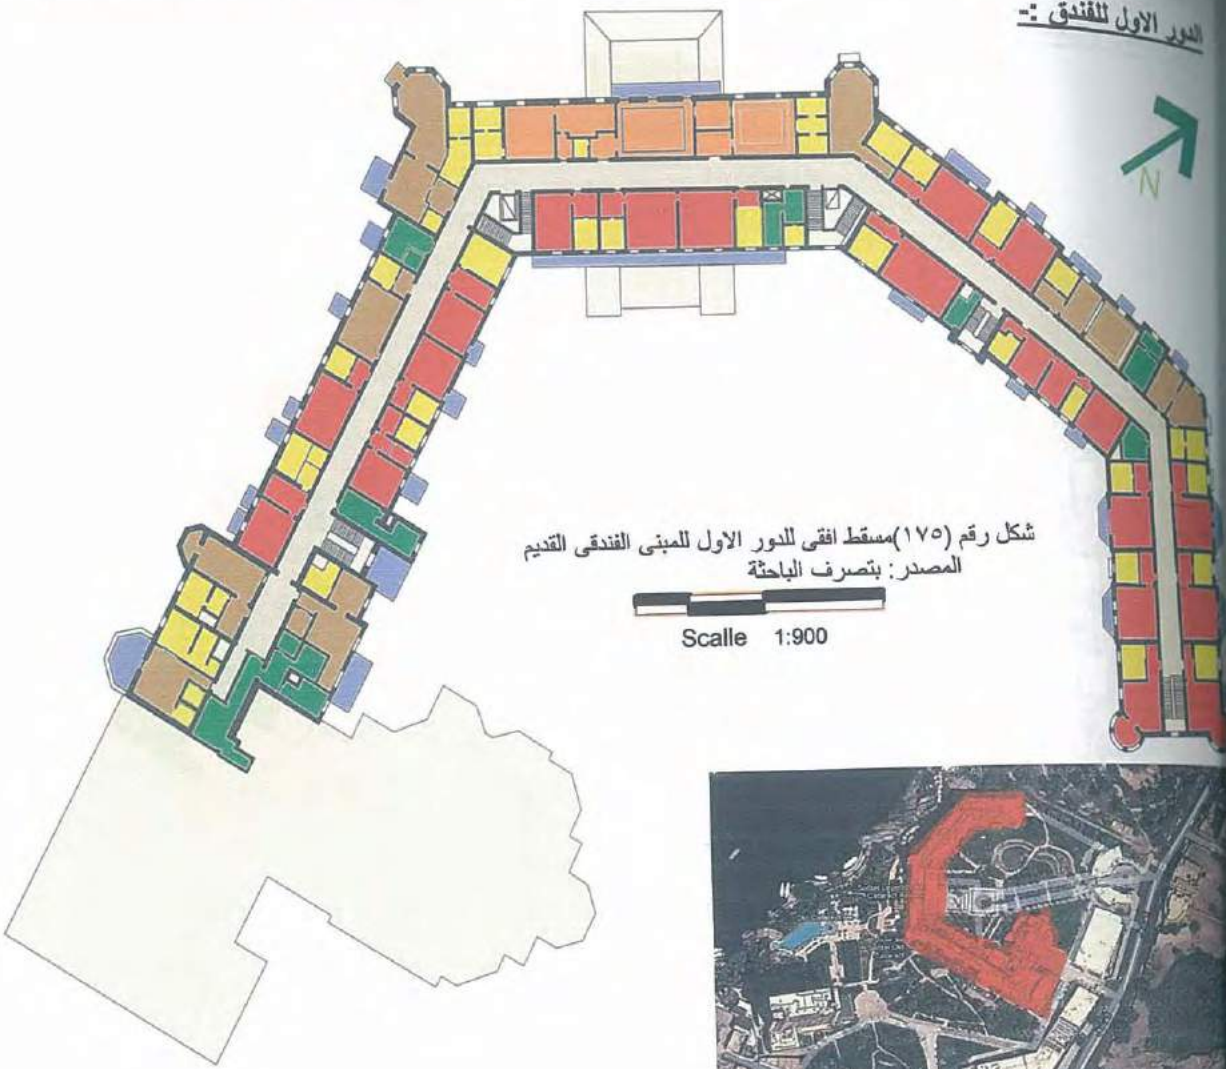 الدور الاول للفندق :-
N
شكل رقم (١٧٥)مسقط افقى للدور الاول للمبنى الفندقى القديم
المصدر: بتصرف الباحثة
Scalle 1:900